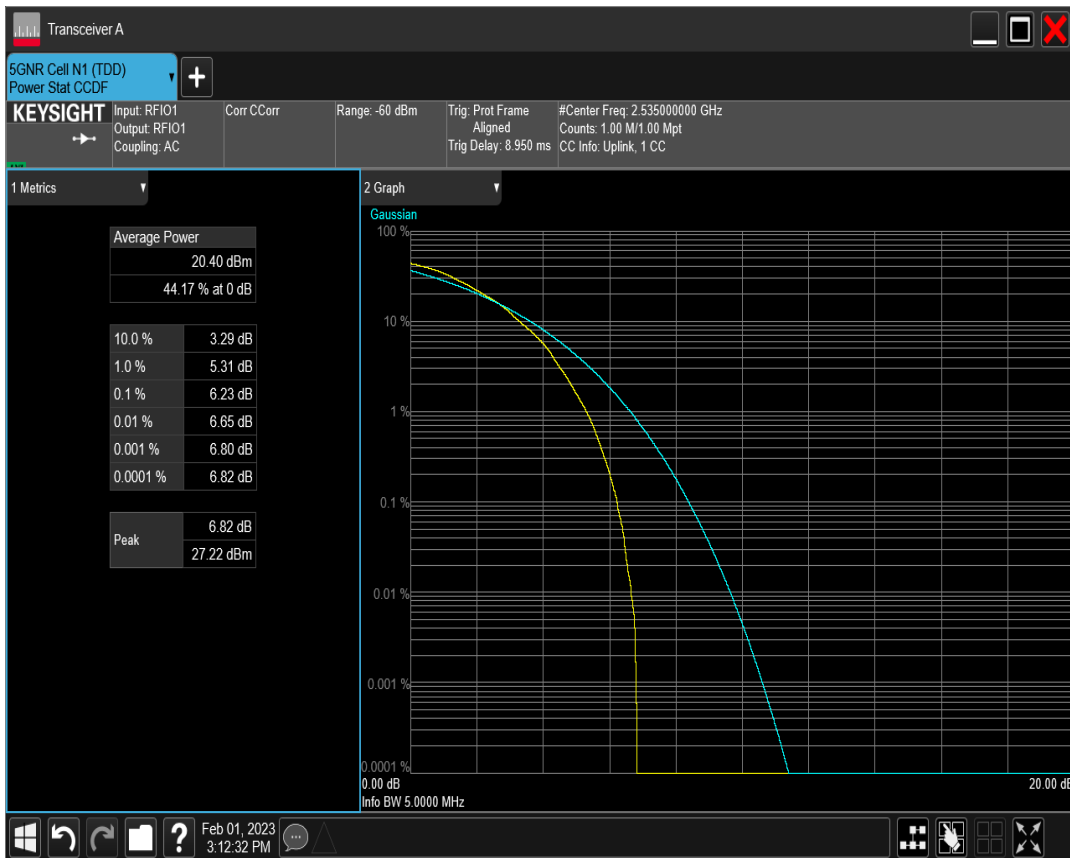 Transceiver A
5GNR Cell N1 (TDD)
Power Stat CCDF
KEYSIGHT
Input: RFIO1
Output: RFIO1
Coupling: AC
Corr CCorr
Range: -60 dBm
Trig: Prot Frame
Aligned
Trig Delay: 8.950 ms
#Center Freq: 2.535000000 GHz
Counts: 1.00 M/1.00 Mpt
CC Info: Uplink, 1 CC
1 Metrics
Average Power
20.40 dBm
44.17 % at 0 dB
10.0 % 3.29 dB
1.0 % 5.31 dB
0.1 % 6.23 dB
0.01 % 6.65 dB
0.001 % 6.80 dB
0.0001 % 6.82 dB
Peak
6.82 dB
27.22 dBm
2 Graph
Gaussian
100 %
10 %
1 %
0.1 %
0.01 %
0.001 %
0.0001 %
0.00 dB 20.00 dB
Info BW 5.0000 MHz
Feb 01, 2023
3:12:32 PM